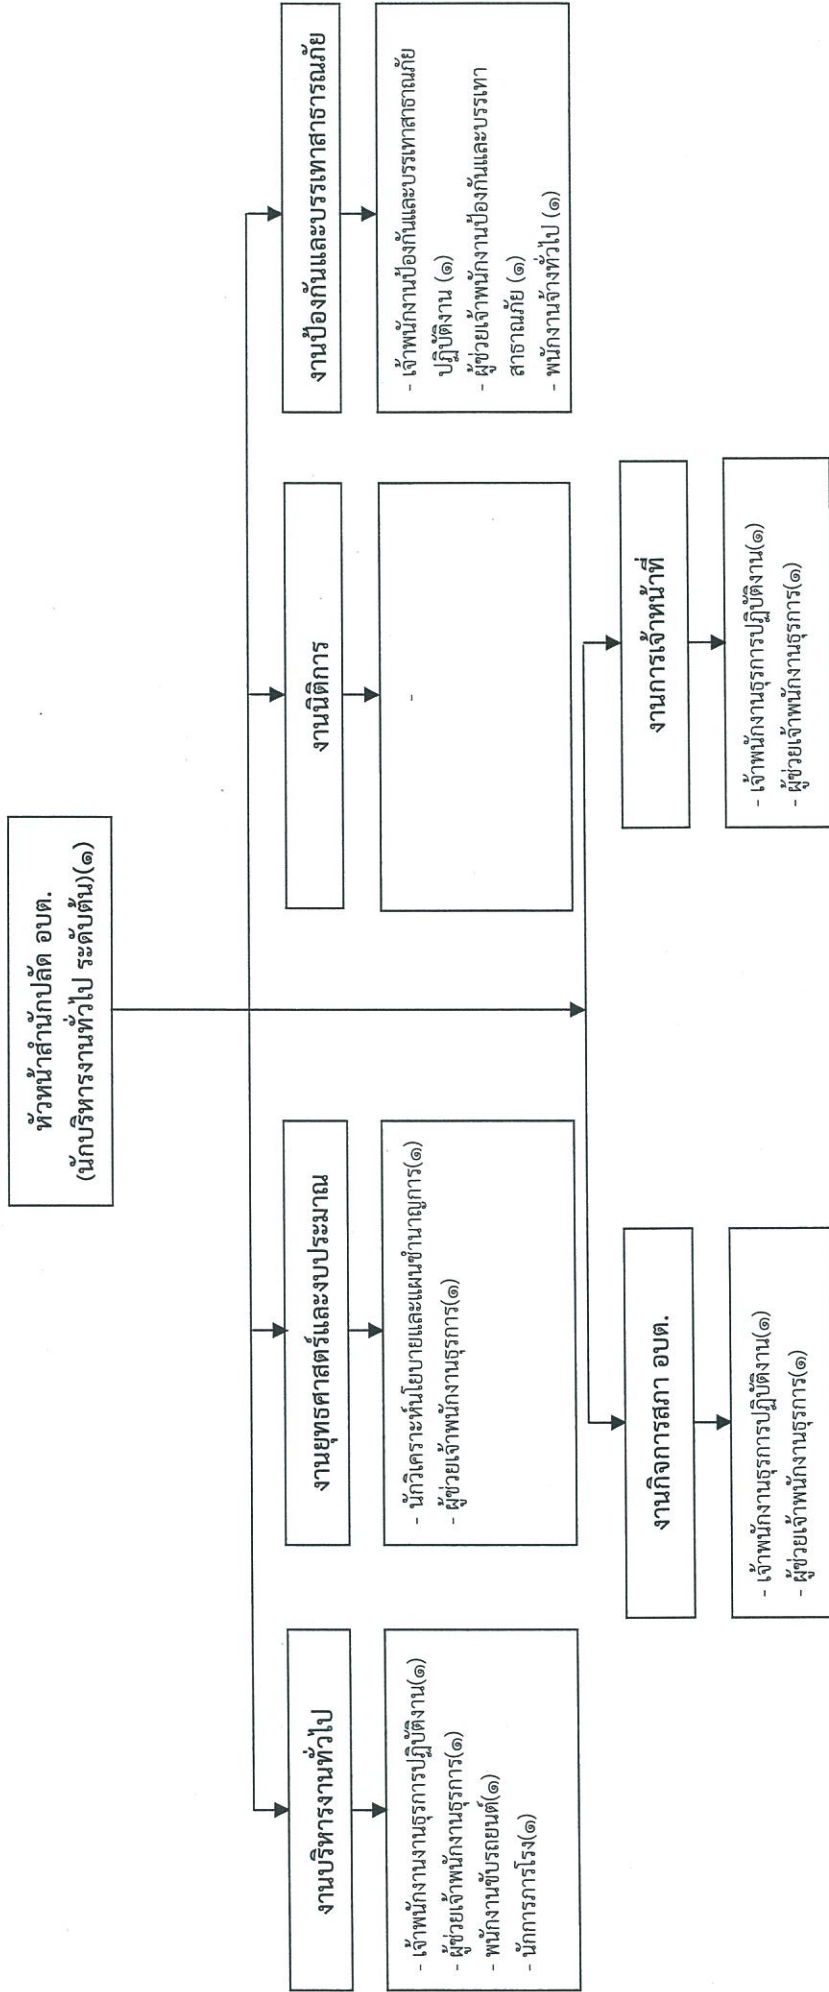 หัวหน้าสำนักปลัด อบต.
(นักบริหารงานทั่วไป ระดับต้น)(๑)
งานบริหารงานทั่วไป
- เจ้าพนักงานงานธุรการปฏิบัติงาน(๑)
- ผู้ช่วยเจ้าพนักงานธุรการ(๑)
- พนักงานขับรถยนต์(๑)
- นักการภารโรง(๑)
งานยุทธศาสตร์และงบประมาณ
- นักวิเคราะห์นโยบายและแผนชำนาญการ(๑)
- ผู้ช่วยเจ้าพนักงานธุรการ(๑)
งานนิติการ
-
งานป้องกันและบรรเทาสาธารณภัย
- เจ้าพนักงานป้องกันและบรรเทาสาธาณภัย
ปฏิบัติงาน (๑)
- ผู้ช่วยเจ้าพนักงานป้องกันและบรรเทา
สาธาณภัย (๑)
- พนักงานจ้างทั่วไป (๑)
งานกิจการสภา อบต.
- เจ้าพนักงานธุรการปฏิบัติงาน(๑)
- ผู้ช่วยเจ้าพนักงานธุรการ(๑)
งานการเจ้าหน้าที่
- เจ้าพนักงานธุรการปฏิบัติงาน(๑)
- ผู้ช่วยเจ้าพนักงานธุรการ(๑)